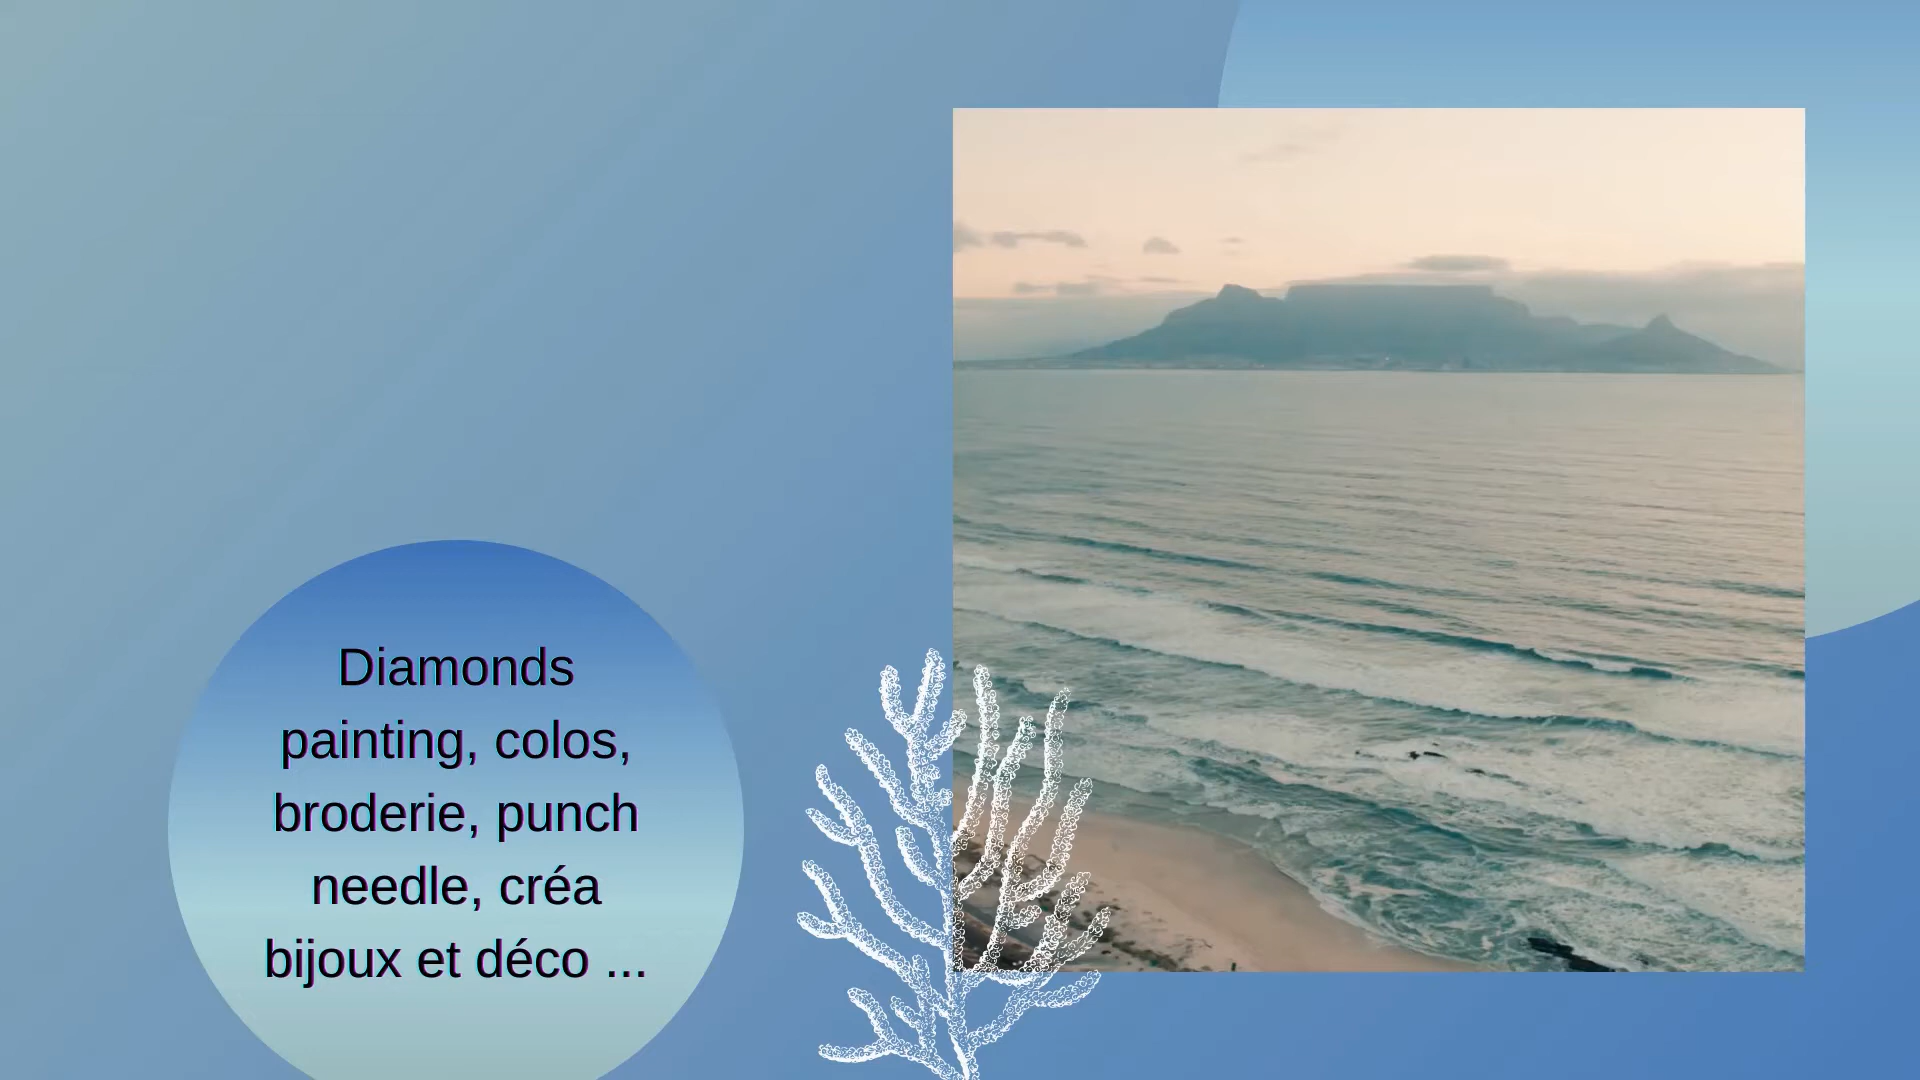 Diamonds
painting, colos,
broderie, punch
needle, créa
bijoux et déco ...